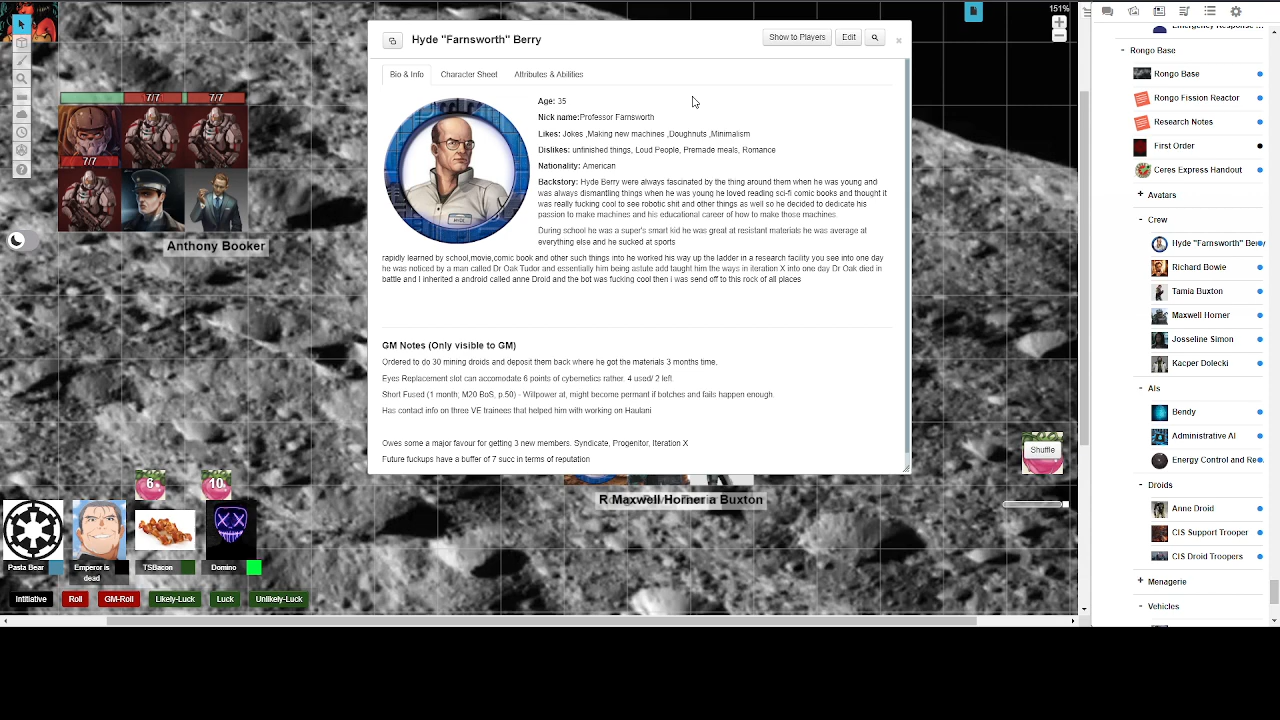 151%
Hyde "Farnsworth" Berry
Show to Players
Edit
Bio & Info
Character Sheet
Attributes & Abilities
Age: 35
Nick name:Professor Farnsworth
Likes: Jokes ,Making new machines ,Doughnuts ,Minimalism
Dislikes: unfinished things, Loud People, Premade meals, Romance
Nationality: American
Backstory: Hyde Berry were always fascinated by the thing around them when he was young and
was always dismantling things when he was young he loved reading sci-fi comic books and thought it
was really fucking cool to see robotic shit and other things as well so he decided to dedicate his
passion to make machines and his educational career of how to make those machines.
During school he was a super's smart kid he was great at resistant materials he was average at
everything else and he sucked at sports
rapidly learned by school,movie,comic book and other such things into he worked his way up the ladder in a research facility you see into one day
he was noticed by a man called Dr Oak Tudor and essentially him being astute add taught him the ways in iteration X into one day Dr Oak died in
battle and I inherited a android called anne Droid and the bot was fucking cool then i was send off to this rock of all places
GM Notes (Only visible to GM)
Ordered to do 30 mining droids and deposit them back where he got the materials 3 months time.
Eyes Replacement slot can accomodate 6 points of cybernetics rather. 4 used/ 2 left.
Short Fused (1 month, M20 BoS, p.50) - Willpower at, might become permant if botches and fails happen enough.
Has contact info on three VE trainees that helped him with working on Haulani
Owes some a major favour for getting 3 new members. Syndicate, Progenitor, Iteration X
Future fuckups have a buffer of 7 succ in terms of reputation
7/7
7/7
7/7
Anthony Booker
R Maxwell Horner a Buxton
Shuffle
6
10
Pasta Bear
Emperor is
dead
TSBacon
Domino
Intitiative
Roll
GM-Roll
Likely-Luck
Luck
Unlikely-Luck
Emergency Response
Rongo Base
Rongo Base
Rongo Fission Reactor
Research Notes
First Order
Ceres Express Handout
Avatars
Crew
Hyde "Farnsworth" Ber
Richard Bowie
Tamia Buxton
Maxwell Horner
Josseline Simon
Kacper Dolecki
AIs
Bendy
Administrative AI
Energy Control and Re
Droids
Anne Droid
CIS Support Trooper
CIS Droid Troopers
Menagerie
Vehicles